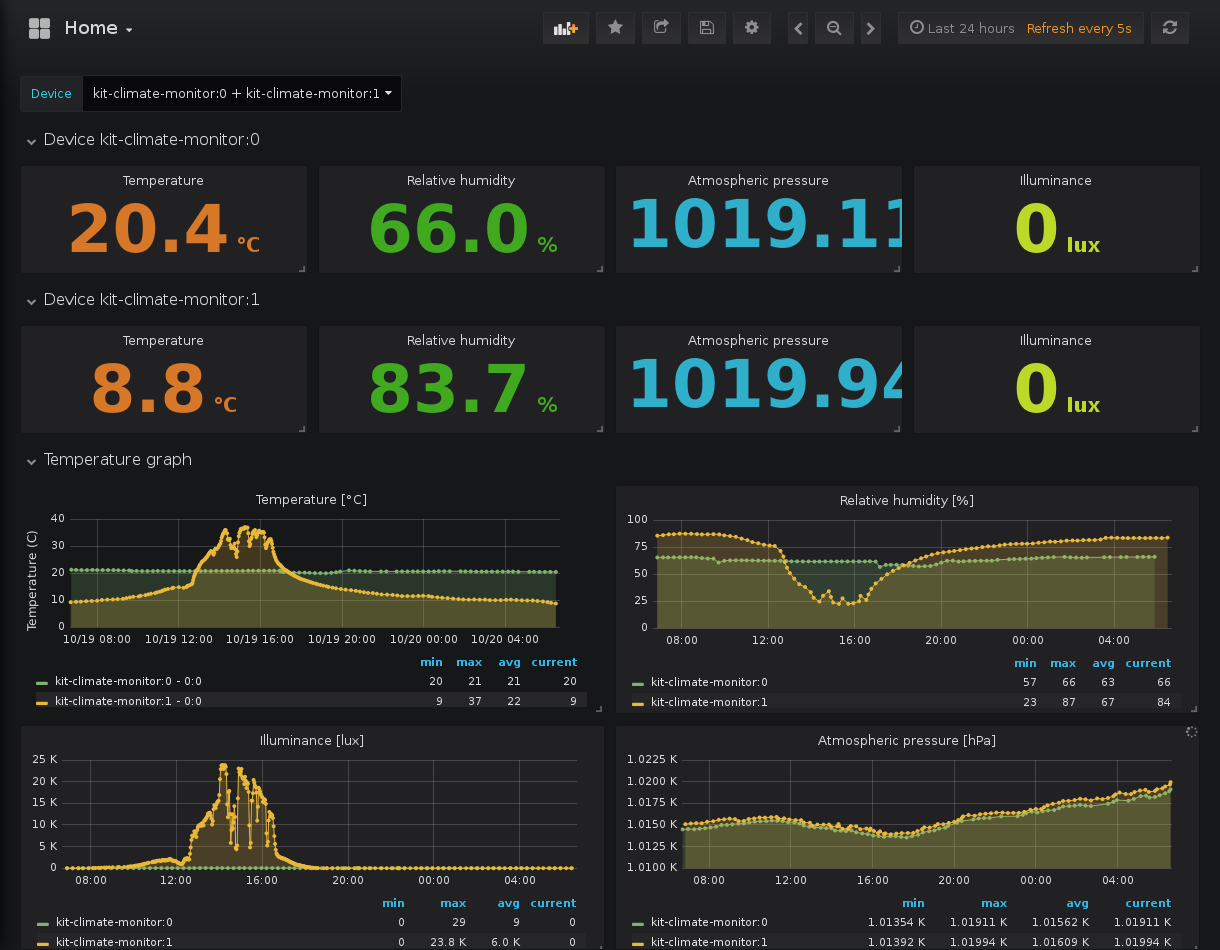 Home
Last 24 hours Refresh every 5s
Device kit-climate-monitor:0 + kit-climate-monitor:1
Device kit-climate-monitor:0
Temperature Relative humidity Atmospheric pressure Illuminance
20.4 °C 66.0 % 1019.11 0 lux
Device kit-climate-monitor:1
Temperature Relative humidity Atmospheric pressure Illuminance
8.8 °C 83.7 % 1019.94 0 lux
Temperature graph
Temperature [°C]
Temperature (C)
40
30
20
10
0
10/19 08:00 10/19 12:00 10/19 16:00 10/19 20:00 10/20 00:00 10/20 04:00
min max avg current
kit-climate-monitor:0 - 0:0 20 21 21 20
kit-climate-monitor:1 - 0:0 9 37 22 9
Relative humidity [%]
100
75
50
25
0
08:00 12:00 16:00 20:00 00:00 04:00
min max avg current
kit-climate-monitor:0 57 66 63 66
kit-climate-monitor:1 23 87 67 84
Illuminance [lux]
25 K
20 K
15 K
10 K
5 K
0
08:00 12:00 16:00 20:00 00:00 04:00
min max avg current
kit-climate-monitor:0 0 29 9 0
kit-climate-monitor:1 0 23.8 K 6.0 K 0
Atmospheric pressure [hPa]
1.0225 K
1.0200 K
1.0175 K
1.0150 K
1.0125 K
1.0100 K
08:00 12:00 16:00 20:00 00:00 04:00
min max avg current
kit-climate-monitor:0 1.01354 K 1.01911 K 1.01562 K 1.01911 K
kit-climate-monitor:1 1.01392 K 1.01994 K 1.01609 K 1.01994 K